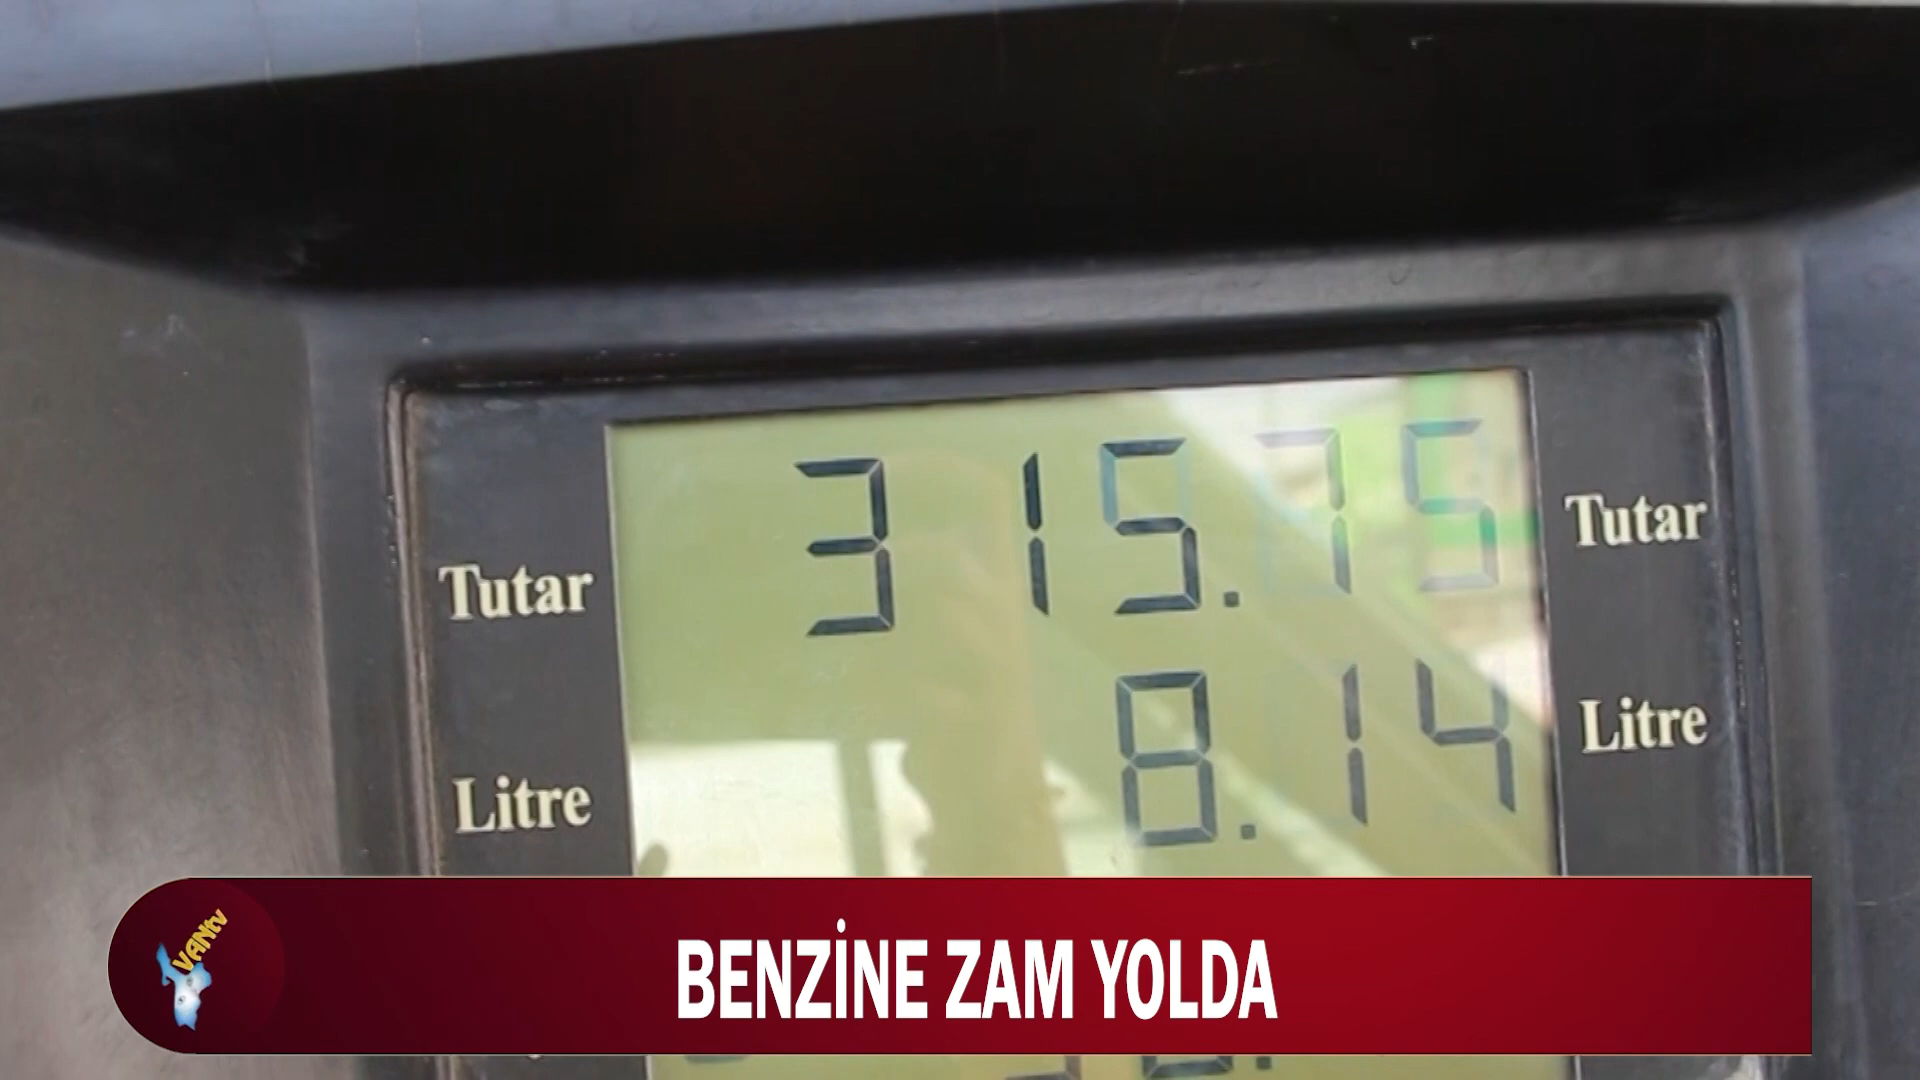 315.75
Tutar
Tutar
8.14
Litre
Litre
VANtv
BENZİNE ZAM YOLDA